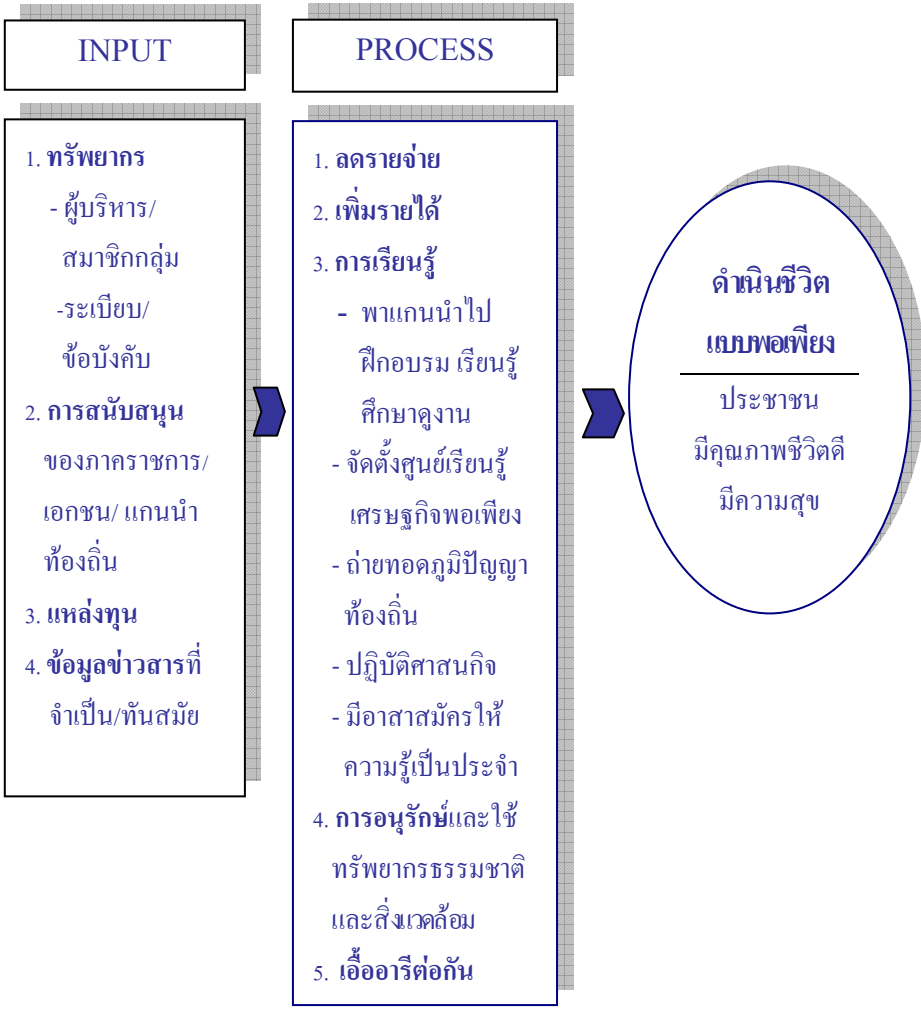 INPUT
1. ทรัพยากร
- ผู้บริหาร/
สมาชิกกลุ่ม
-ระเบียบ/
ข้อบังคับ
2. การสนับสนุน
ของภาคราชการ/
เอกชน/ แกนนำ
ท้องถิ่น
3. แหล่งทุน
4. ข้อมูลข่าวสารที่
จำเป็น/ทันสมัย
PROCESS
1. ลดรายจ่าย
2. เพิ่มรายได้
3. การเรียนรู้
- พาแกนนำไป
ฝึกอบรม เรียนรู้
ศึกษาดูงาน
- จัดตั้งศูนย์เรียนรู้
เศรษฐกิจพอเพียง
- ถ่ายทอดภูมิปัญญา
ท้องถิ่น
- ปฏิบัติศาสนกิจ
- มีอาสาสมัครให้
ความรู้เป็นประจำ
4. การอนุรักษ์และใช้
ทรัพยากรธรรมชาติ
และสิ่งแวดล้อม
5. เอื้ออารีต่อกัน
ดำเนินชีวิต
แบบพอเพียง
ประชาชน
มีคุณภาพชีวิตดี
มีความสุข